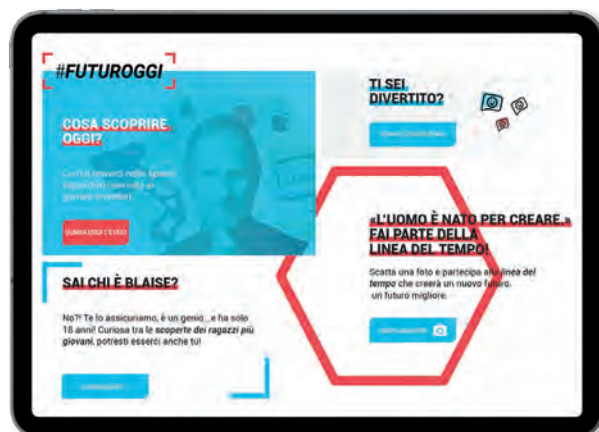 #FUTUROGGI
COSA SCOPRIRE
OGGI?
TI SEI
DIVERTITO?
«L'UOMO È NATO PER CREARE.»
FAI PARTE DELLA
LINEA DEL TEMPO!
Scatta una foto e partecipa alla linea del
tempo che creerà un nuovo futuro,
un futuro migliore.
SAI CHI È BLAISE?
No?! Te lo assicuriamo, è un genio...e ha solo
18 anni! Curiosa tra le scoperte dei ragazzi più
giovani, potresti esserci anche tu!